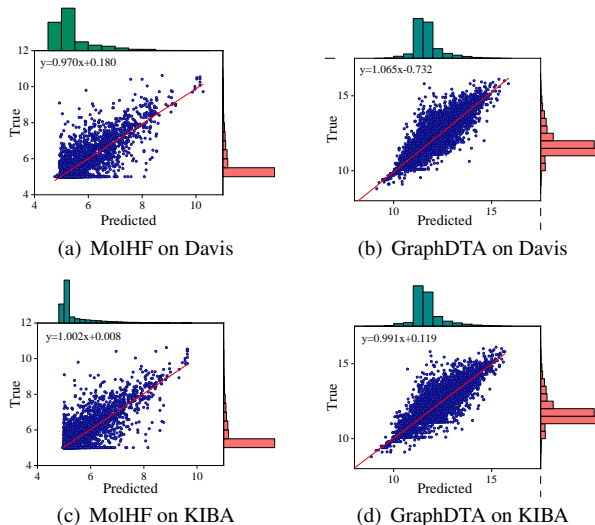 12
y=0.970x+0.180
10
True
8
6
4
4
6
8
10
Predicted
(a) MolHF on Davis
y=1.065x-0.732
15
True
10
10
15
Predicted
(b) GraphDTA on Davis
12
y=1.002x+0.008
10
True
8
6
4
4
6
8
10
Predicted
(c) MolHF on KIBA
y=0.991x+0.119
15
True
10
10
15
Predicted
(d) GraphDTA on KIBA